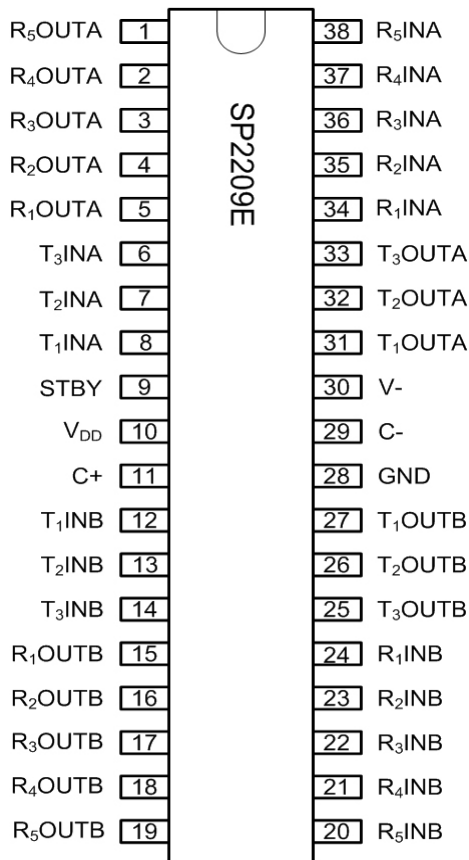 R₅OUTA 1 38 R₅INA
R₄OUTA 2 37 R₄INA
R₃OUTA 3 36 R₃INA
R₂OUTA 4 35 R₂INA
R₁OUTA 5 34 R₁INA
T₃INA 6 33 T₃OUTA
T₂INA 7 32 T₂OUTA
T₁INA 8 31 T₁OUTA
STBY 9 30 V-
V_DD 10 29 C-
C+ 11 28 GND
T₁INB 12 27 T₁OUTB
T₂INB 13 26 T₂OUTB
T₃INB 14 25 T₃OUTB
R₁OUTB 15 24 R₁INB
R₂OUTB 16 23 R₂INB
R₃OUTB 17 22 R₃INB
R₄OUTB 18 21 R₄INB
R₅OUTB 19 20 R₅INB
SP2209E